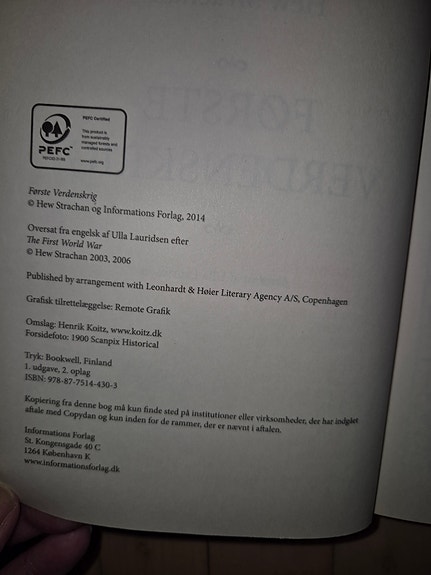 PEFC
PEFC Certified
This product is
from sustainably
managed forests and
controlled sources
www.pefc.org
Første Verdenskrig
© Hew Strachan og Informations Forlag, 2014
Oversat fra engelsk af Ulla Lauridsen efter
The First World War
© Hew Strachan 2003, 2006
Published by arrangement with Leonhardt & Høier Literary Agency A/S, Copenhagen
Grafisk tilrettelæggelse: Remote Grafik
Omslag: Henrik Koitz, www.koitz.dk
Forsidefoto: 1900 Scanpix Historical
Tryk: Bookwell, Finland
1. udgave, 2. oplag
ISBN: 978-87-7514-430-3
Kopiering fra denne bog må kun finde sted på institutioner eller virksomheder, der har indgået
aftale med Copydan og kun inden for de rammer, der er nævnt i aftalen.
Informations Forlag
St. Kongensgade 40 C
1264 København K
www.informationsforlag.dk